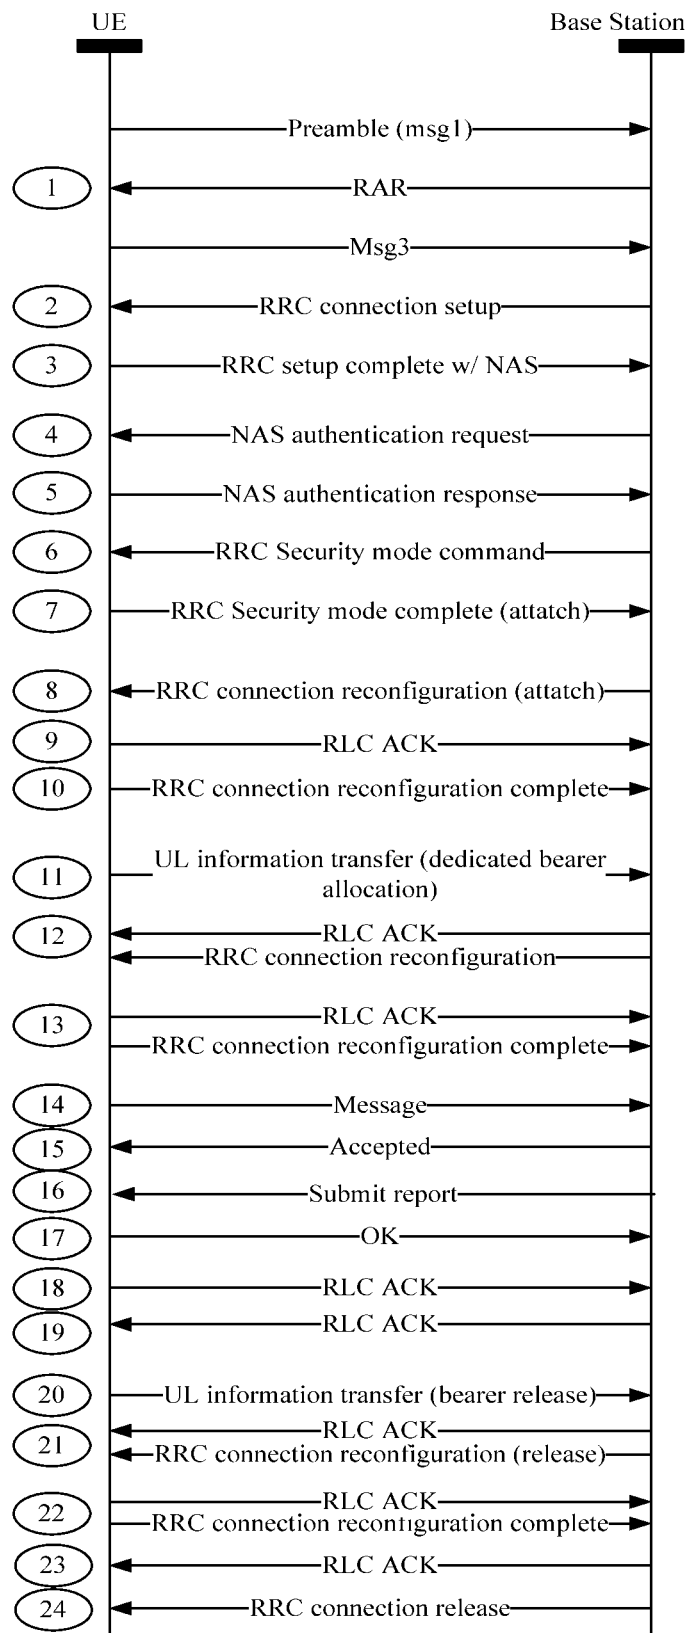 UE Base Station
Preamble (msg1)
1 RAR
Msg3
2 RRC connection setup
3 RRC setup complete w/ NAS
4 NAS authentication request
5 NAS authentication response
6 RRC Security mode command
7 RRC Security mode complete (attatch)
8 RRC connection reconfiguration (attatch)
9 RLC ACK
10 RRC connection reconfiguration complete
11 UL information transfer (dedicated bearer
allocation)
12 RLC ACK
RRC connection reconfiguration
13 RLC ACK
RRC connection reconfiguration complete
14 Message
15 Accepted
16 Submit report
17 OK
18 RLC ACK
19 RLC ACK
20 UL information transfer (bearer release)
21 RLC ACK
RRC connection reconfiguration (release)
22 RLC ACK
RRC connection reconfiguration complete
23 RLC ACK
24 RRC connection release